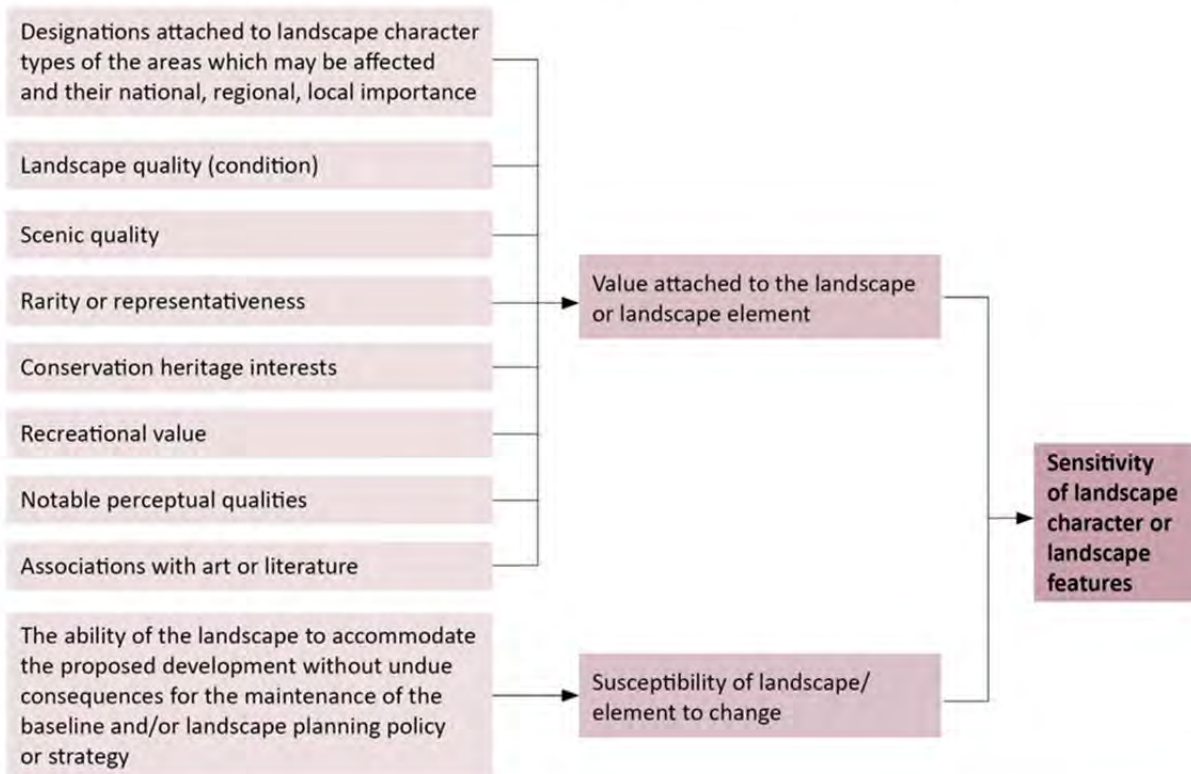 Designations attached to landscape character
types of the areas which may be affected
and their national, regional, local importance
Landscape quality (condition)
Scenic quality
Rarity or representativeness
Conservation heritage interests
Recreational value
Notable perceptual qualities
Associations with art or literature
The ability of the landscape to accommodate
the proposed development without undue
consequences for the maintenance of the
baseline and/or landscape planning policy
or strategy
Value attached to the landscape
or landscape element
Susceptibility of landscape/
element to change
Sensitivity
of landscape
character or
landscape
features